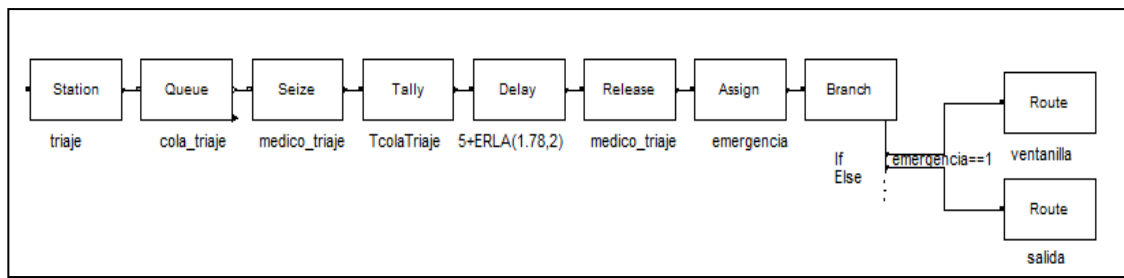 Station Queue Seize Tally Delay Release Assign Branch
triaje cola_triaje medico_triaje TcolaTriaje 5+ERLA(1.78,2) medico_triaje emergencia
Route
ventanilla
If emergencia==1
Else
Route
salida